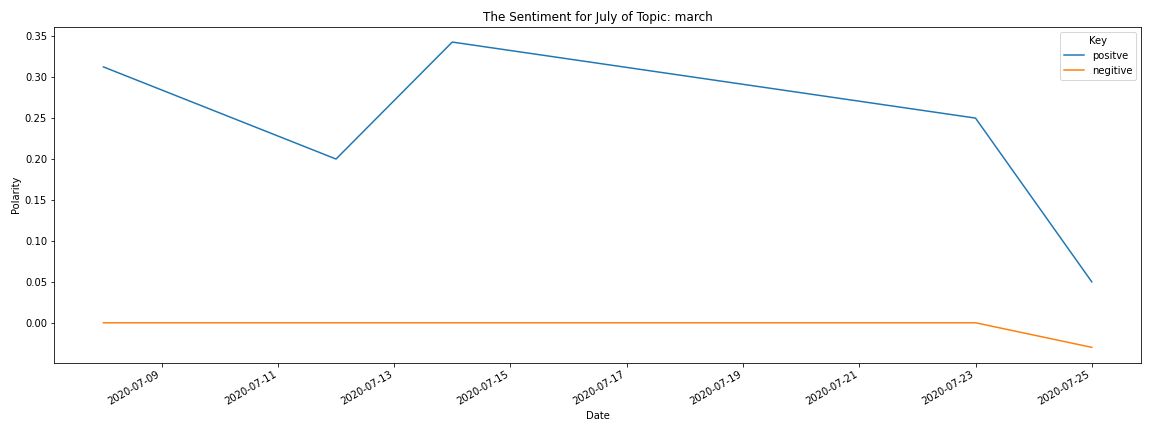 The Sentiment for July of Topic: march
0.35
0.30
0.25
0.20
0.15
0.10
0.05
0.00
Polarity
Key
positve
negitive
2020-07-09
2020-07-11
2020-07-13
2020-07-15
2020-07-17
2020-07-19
2020-07-21
2020-07-23
2020-07-25
Date